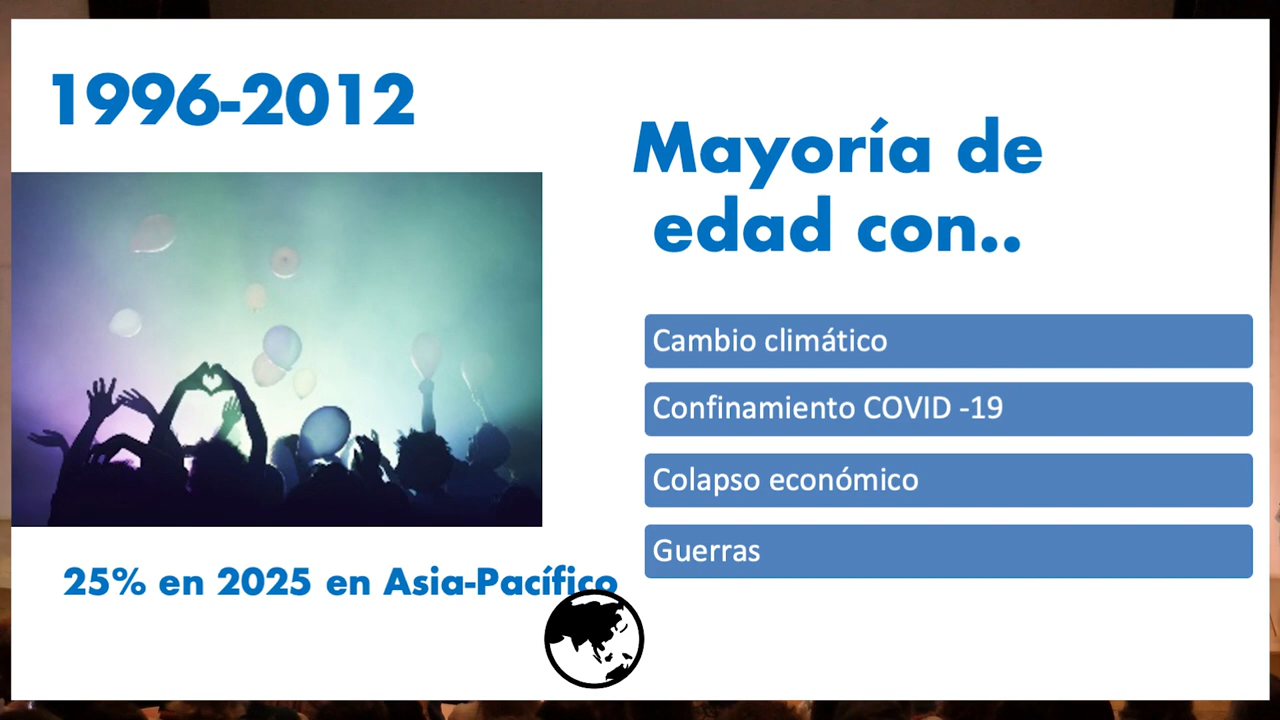 1996-2012
Mayoría de
edad con..
Cambio climático
Confinamiento COVID -19
Colapso económico
Guerras
25% en 2025 en Asia-Pacífico